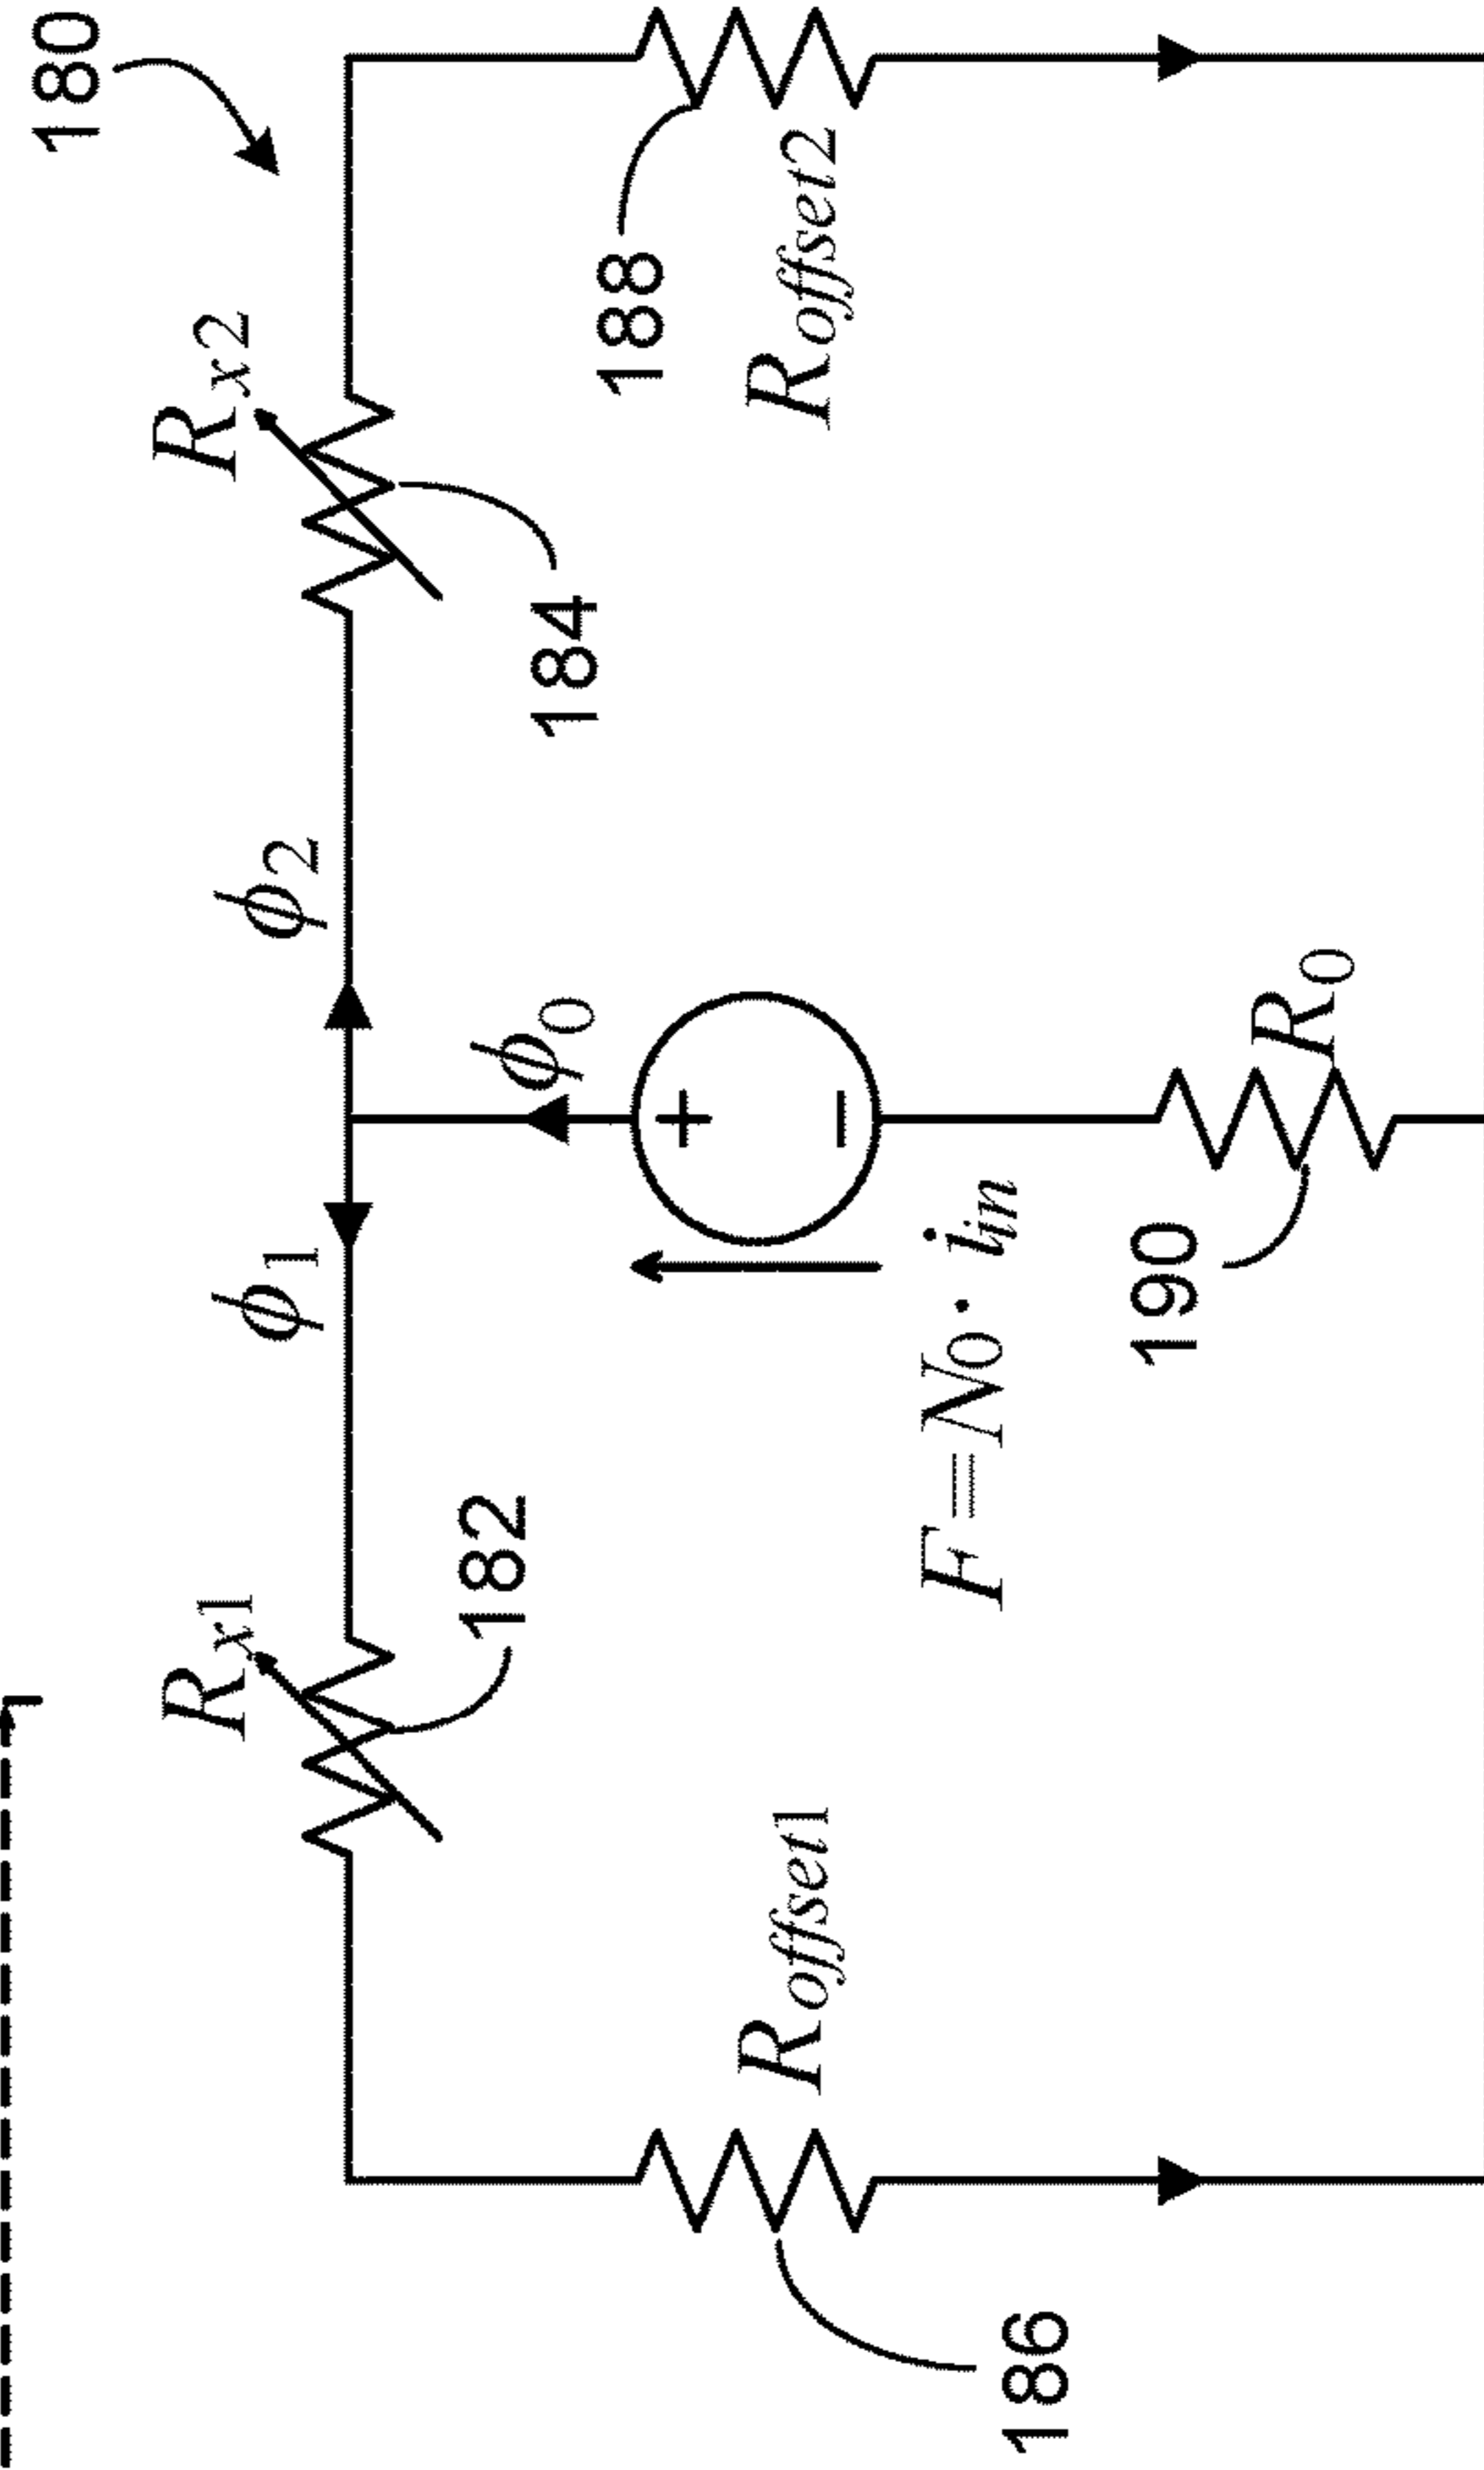 180
R_x1
R_x2
ϕ_1
ϕ_2
182
184
ϕ_0
188
186
R_offset1
R_offset2
F=N_0·i_in
190
R_0